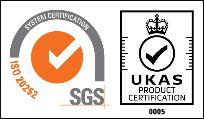 SYSTEM CERTIFICATION
ISO 20252
SGS
UKAS
PRODUCT
CERTIFICATION
0005